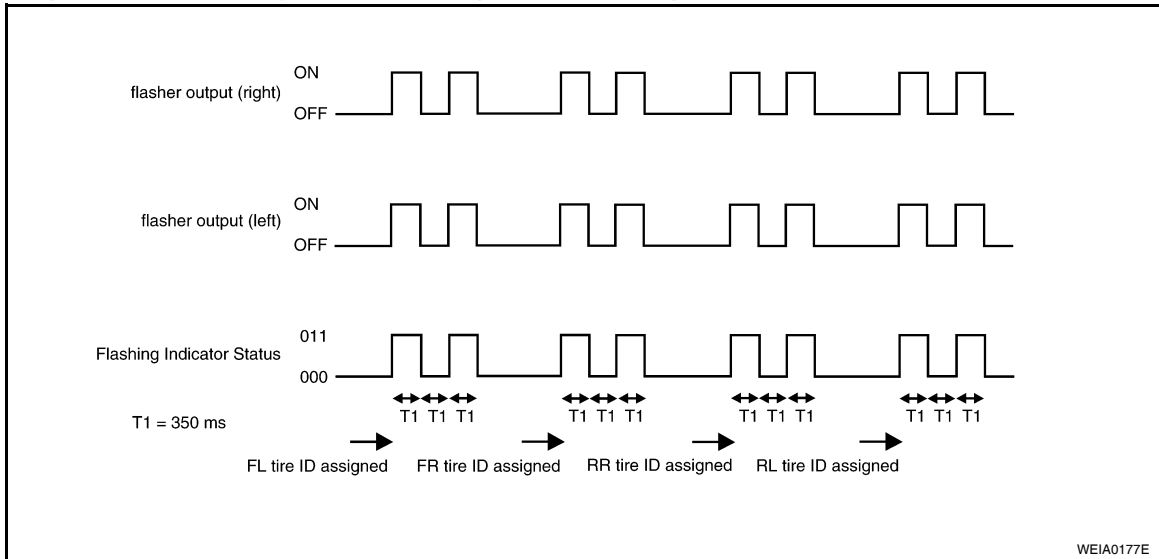 ON
flasher output (right)
OFF
ON
flasher output (left)
OFF
011
Flashing Indicator Status
000
T1 T1 T1 T1 T1 T1 T1 T1 T1 T1 T1 T1
T1 = 350 ms
FL tire ID assigned FR tire ID assigned RR tire ID assigned RL tire ID assigned
WEIA0177E